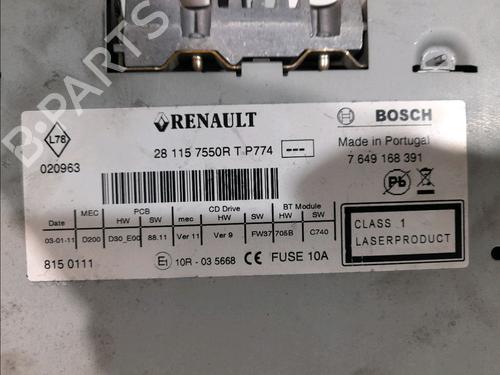 RENAULT
BOSCH
L78
020963
28 115 7550R T P774
---
Made in Portugal
7 649 168 391
Pb
MEC PCB CD Drive BT Module
HW SW mec HW SW HW SW
Date
03-01-11 D200 D30_E00 88.11 Ver 11 Ver 9 FW37 705B C740
815 0111
E1 10R - 03 5668 FUSE 10A
CLASS 1
LASERPRODUCT
B-PARTS